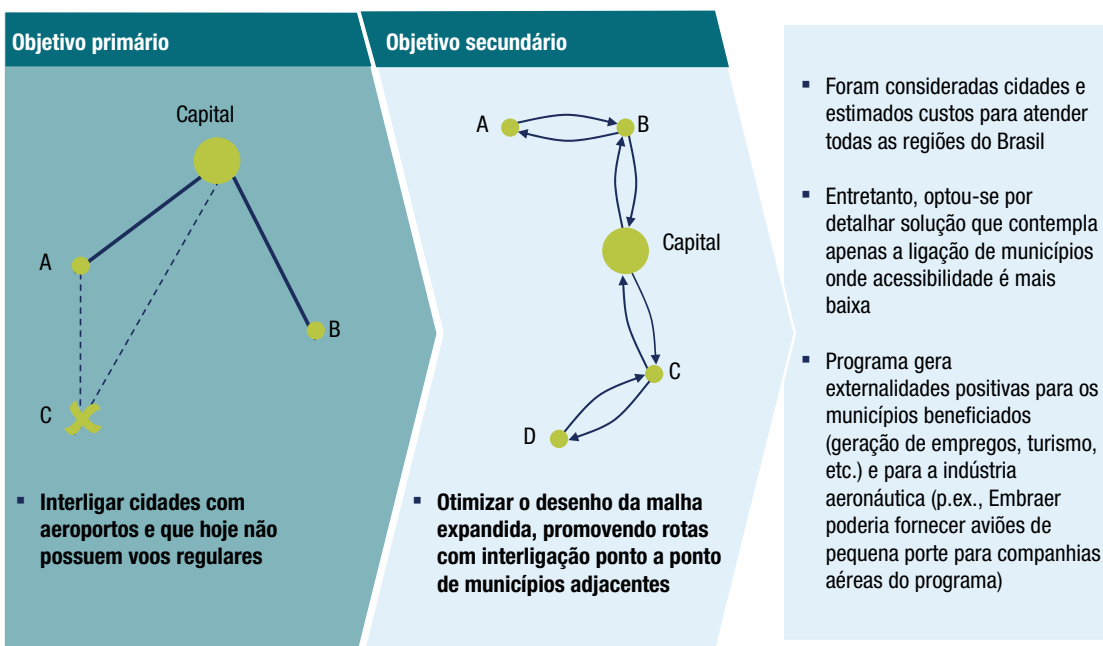 Objetivo primário
Capital
A
B
C
Interligar cidades com
aeroportos e que hoje não
possuem voos regulares
Objetivo secundário
A
B
Capital
C
D
Otimizar o desenho da malha
expandida, promovendo rotas
com interligação ponto a ponto
de municípios adjacentes
Foram consideradas cidades e
estimados custos para atender
todas as regiões do Brasil
Entretanto, optou-se por
detalhar solução que contempla
apenas a ligação de municípios
onde acessibilidade é mais
baixa
Programa gera
externalidades positivas para os
municípios beneficiados
(geração de empregos, turismo,
etc.) e para a indústria
aeronáutica (p.ex., Embraer
poderia fornecer aviões de
pequena porte para companhias
aéreas do programa)